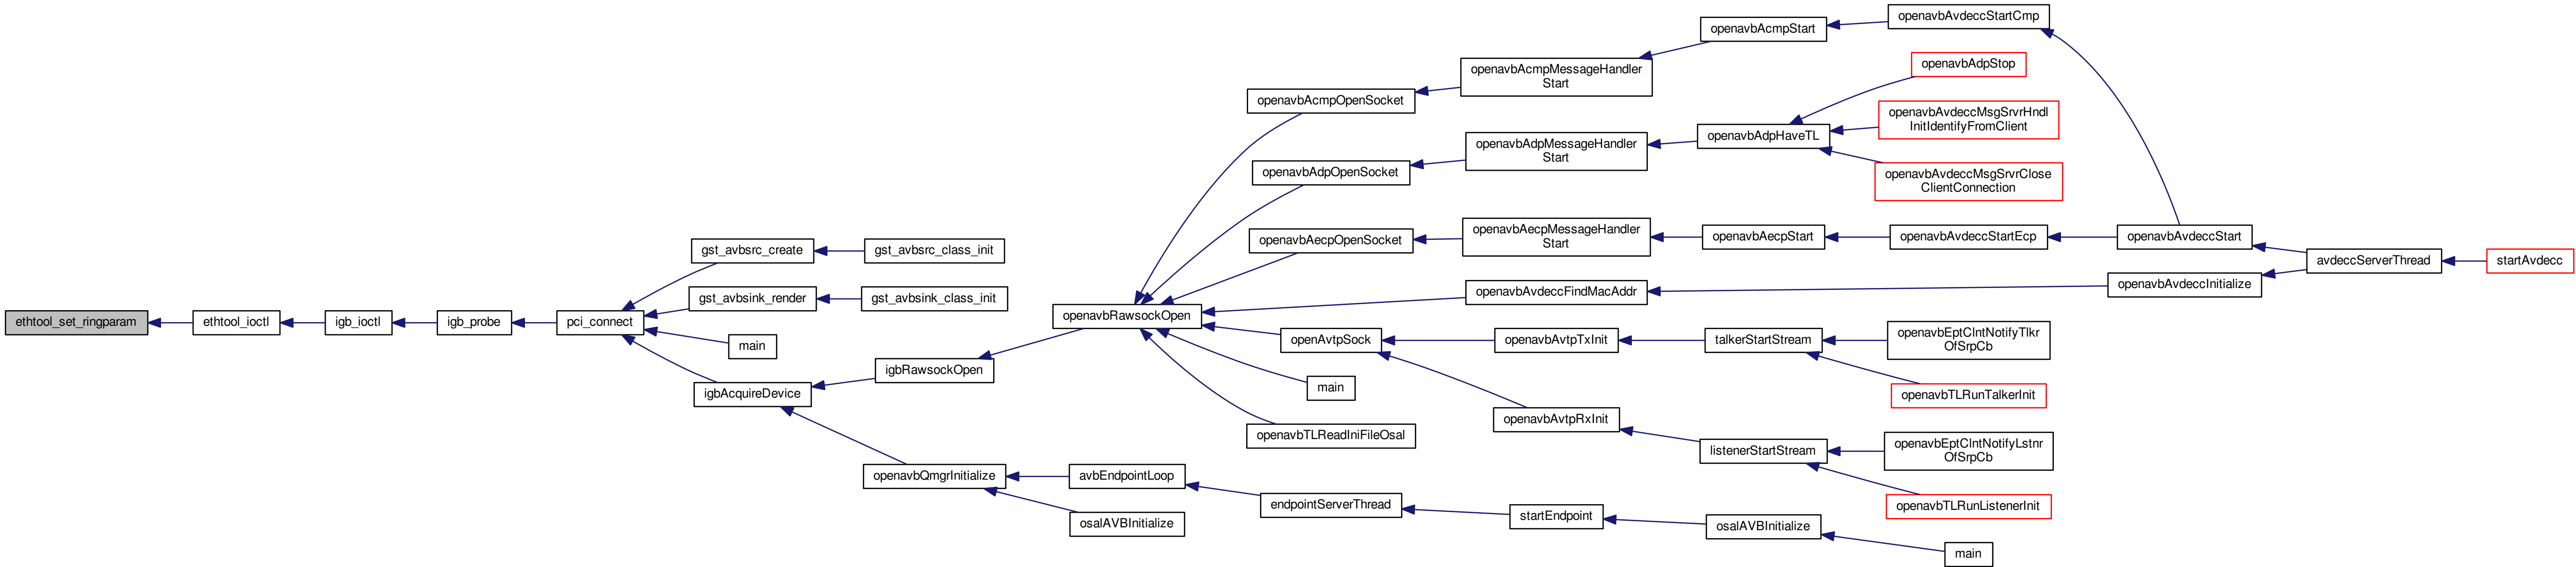 ethtool_set_ringparam
ethtool_ioctl
igb_ioctl
igb_probe
pci_connect
gst_avbsrc_create
gst_avbsrc_class_init
gst_avbsink_render
gst_avbsink_class_init
main
igbAcquireDevice
igbRawsockOpen
openavbRawsockOpen
openavbAcmpOpenSocket
openavbAcmpMessageHandler
Start
openavbAcmpStart
openavbAvdeccStartCmp
openavbAdpOpenSocket
openavbAdpMessageHandler
Start
openavbAdpHaveTL
openavbAdpStop
openavbAvdeccMsgSrvrHndl
InitIdentifyFromClient
openavbAvdeccMsgSrvrClose
ClientConnection
openavbAecpOpenSocket
openavbAecpMessageHandler
Start
openavbAecpStart
openavbAvdeccStartEcp
openavbAvdeccStart
avdeccServerThread
startAvdecc
openavbAvdeccFindMacAddr
openavbAvdeccInitialize
openAvtpSock
openavbAvtpTxInit
talkerStartStream
openavbEptClntNotifyTlkr
OfSrpCb
openavbTLRunTalkerInit
main
openavbAvtpRxInit
listenerStartStream
openavbEptClntNotifyLstnr
OfSrpCb
openavbTLRunListenerInit
openavbTLReadIniFileOsal
openavbQmgrInitialize
avbEndpointLoop
endpointServerThread
startEndpoint
osalAVBInitialize
main
osalAVBInitialize